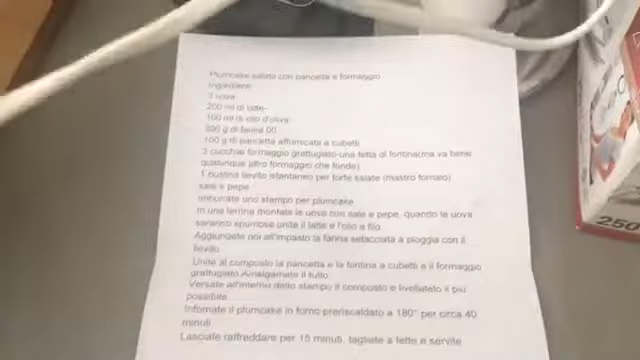 Plumcake salato con pancetta e formaggio
Ingredienti
3 uova
200 ml di latte
100 ml di olio d'oliva
300 g di farina 00
100 g di pancetta affumicata a cubetti
3 cucchiai formaggio grattugiato una fetta di fontina(ma va bene
qualunque altro formaggio che fonde)
1 bustina lievito istantaneo per torte salate (mastro fornaio)
sale e pepe
Imburrate uno stampo per plumcake
In una terrina montate le uova con sale e pepe, quando le uova
saranno spumose unite il latte e l'olio a filo
Aggiungete poi all'impasto la farina setacciata a pioggia con il
lievito
Unite al composto la pancetta e la fontina a cubetti e il formaggio
grattugiato.Amalgamate il tutto
Versate all'interno dello stampo il composto e livellatelo il più
possibile
Infornate il plumcake in forno preriscaldato a 180° per circa 40
minuti
Lasciate raffreddare per 15 minuti, tagliate a fette e servite
250